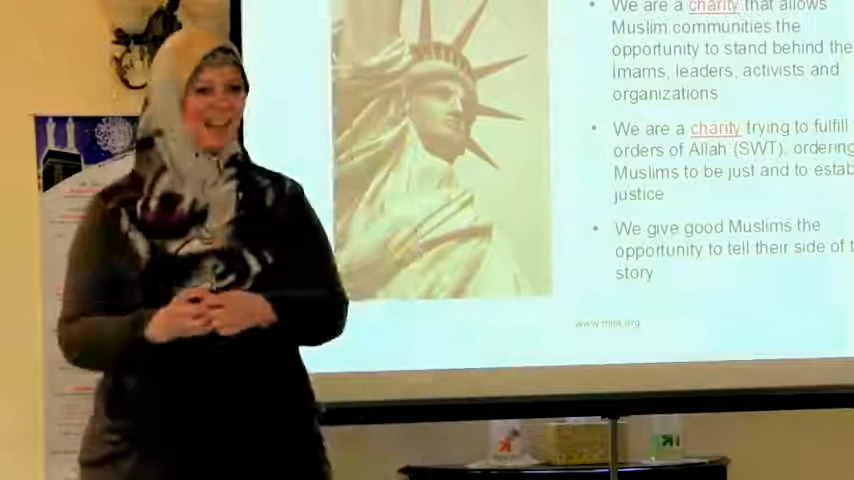 • We are a charity that allows
Muslim communities the
opportunity to stand behind the
Imams, leaders, activists and
organizations
• We are a charity trying to fulfill
orders of Allah (SWT), ordering
Muslims to be just and to estab
justice
• We give good Muslims the
opportunity to tell their side of t
story